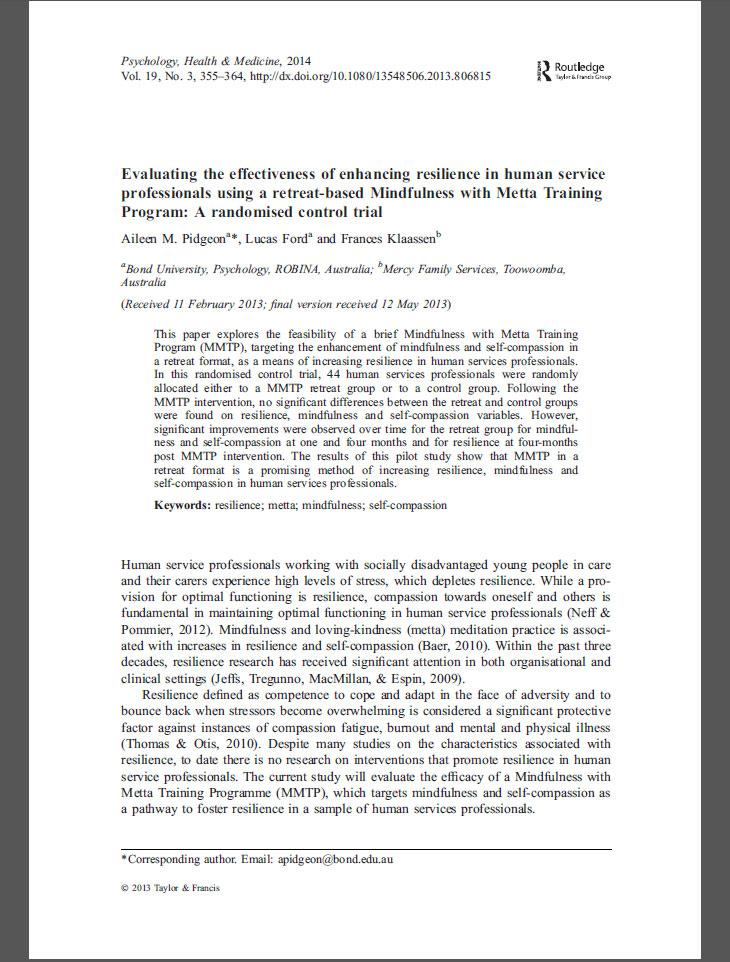 Psychology, Health & Medicine, 2014
Vol. 19, No. 3, 355–364, http://dx.doi.org/10.1080/13548506.2013.806815
Routledge
Taylor & Francis Group
Evaluating the effectiveness of enhancing resilience in human service
professionals using a retreat-based Mindfulness with Metta Training
Program: A randomised control trial
Aileen M. Pidgeonᵃ*, Lucas Fordᵃ and Frances Klaassenᵇ
ᵃBond University, Psychology, ROBINA, Australia; ᵇMercy Family Services, Toowoomba,
Australia
(Received 11 February 2013; final version received 12 May 2013)
This paper explores the feasibility of a brief Mindfulness with Metta Training
Program (MMTP), targeting the enhancement of mindfulness and self-compassion in
a retreat format, as a means of increasing resilience in human services professionals.
In this randomised control trial, 44 human services professionals were randomly
allocated either to a MMTP retreat group or to a control group. Following the
MMTP intervention, no significant differences between the retreat and control groups
were found on resilience, mindfulness and self-compassion variables. However,
significant improvements were observed over time for the retreat group for mindful-
ness and self-compassion at one and four months and for resilience at four-months
post MMTP intervention. The results of this pilot study show that MMTP in a
retreat format is a promising method of increasing resilience, mindfulness and
self-compassion in human services professionals.
Keywords: resilience; metta; mindfulness; self-compassion
Human service professionals working with socially disadvantaged young people in care
and their carers experience high levels of stress, which depletes resilience. While a pro-
vision for optimal functioning is resilience, compassion towards oneself and others is
fundamental in maintaining optimal functioning in human service professionals (Neff &
Pommier, 2012). Mindfulness and loving-kindness (metta) meditation practice is associ-
ated with increases in resilience and self-compassion (Baer, 2010). Within the past three
decades, resilience research has received significant attention in both organisational and
clinical settings (Jeffs, Tregunno, MacMillan, & Espin, 2009).
Resilience defined as competence to cope and adapt in the face of adversity and to
bounce back when stressors become overwhelming is considered a significant protective
factor against instances of compassion fatigue, burnout and mental and physical illness
(Thomas & Otis, 2010). Despite many studies on the characteristics associated with
resilience, to date there is no research on interventions that promote resilience in human
service professionals. The current study will evaluate the efficacy of a Mindfulness with
Metta Training Programme (MMTP), which targets mindfulness and self-compassion as
a pathway to foster resilience in a sample of human services professionals.
*Corresponding author. Email: apidgeon@bond.edu.au
© 2013 Taylor & Francis